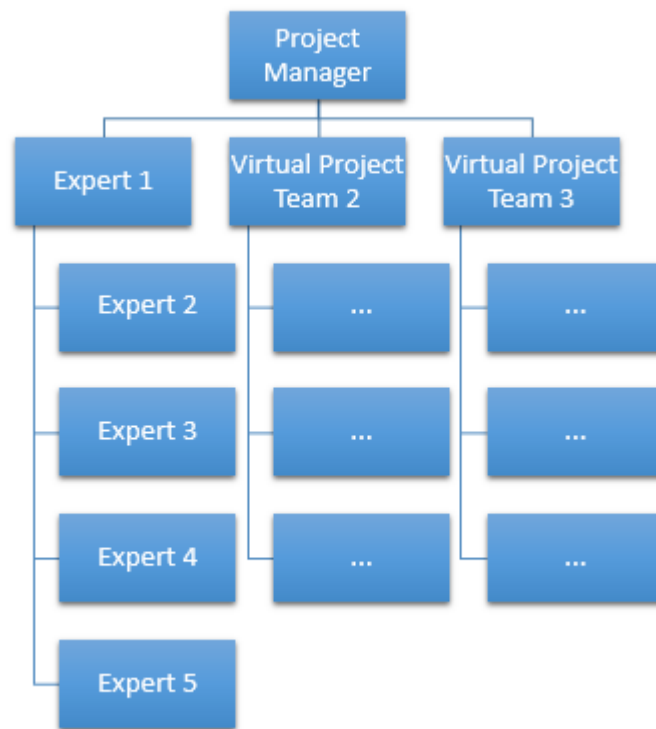 Project
Manager
Expert 1
Virtual Project
Team 2
Virtual Project
Team 3
Expert 2
...
...
Expert 3
...
...
Expert 4
...
...
Expert 5